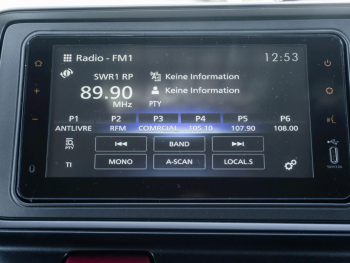 Radio - FM1 12:53
SWR1 RP Keine Information
89.90 MHz Keine Information
PTY
P1 P2 P3 P4 P5 P6
ANTLIVRE RFM COMRCIAL 105.10 107.90 108.00
BAND
TI MONO A-SCAN LOCAL.S